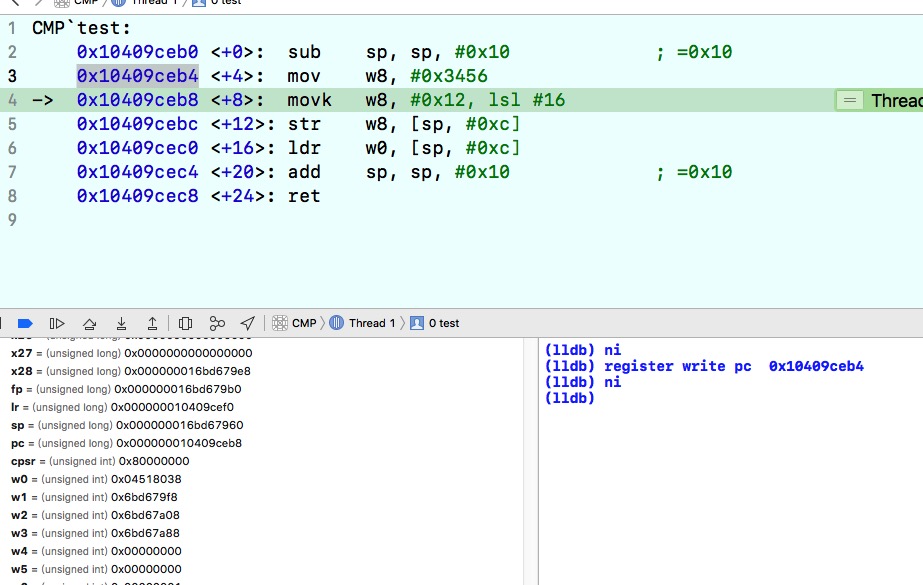 CMP Thread 1 0 test
1 CMP`test:
2 0x10409ceb0 <+0>: sub sp, sp, #0x10 ; =0x10
3 0x10409ceb4 <+4>: mov w8, #0x3456
4 -> 0x10409ceb8 <+8>: movk w8, #0x12, lsl #16 = Threac
5 0x10409cebc <+12>: str w8, [sp, #0xc]
6 0x10409cec0 <+16>: ldr w0, [sp, #0xc]
7 0x10409cec4 <+20>: add sp, sp, #0x10 ; =0x10
8 0x10409cec8 <+24>: ret
9
CMP Thread 1 0 test
x27 = (unsigned long) 0x0000000000000000
x28 = (unsigned long) 0x000000016bd679e8
fp = (unsigned long) 0x000000016bd679b0
lr = (unsigned long) 0x000000010409cef0
sp = (unsigned long) 0x000000016bd67960
pc = (unsigned long) 0x000000010409ceb8
cpsr = (unsigned int) 0x80000000
w0 = (unsigned int) 0x04518038
w1 = (unsigned int) 0x6bd679f8
w2 = (unsigned int) 0x6bd67a08
w3 = (unsigned int) 0x6bd67a88
w4 = (unsigned int) 0x00000000
w5 = (unsigned int) 0x00000000
(lldb) ni
(lldb) register write pc 0x10409ceb4
(lldb) ni
(lldb)